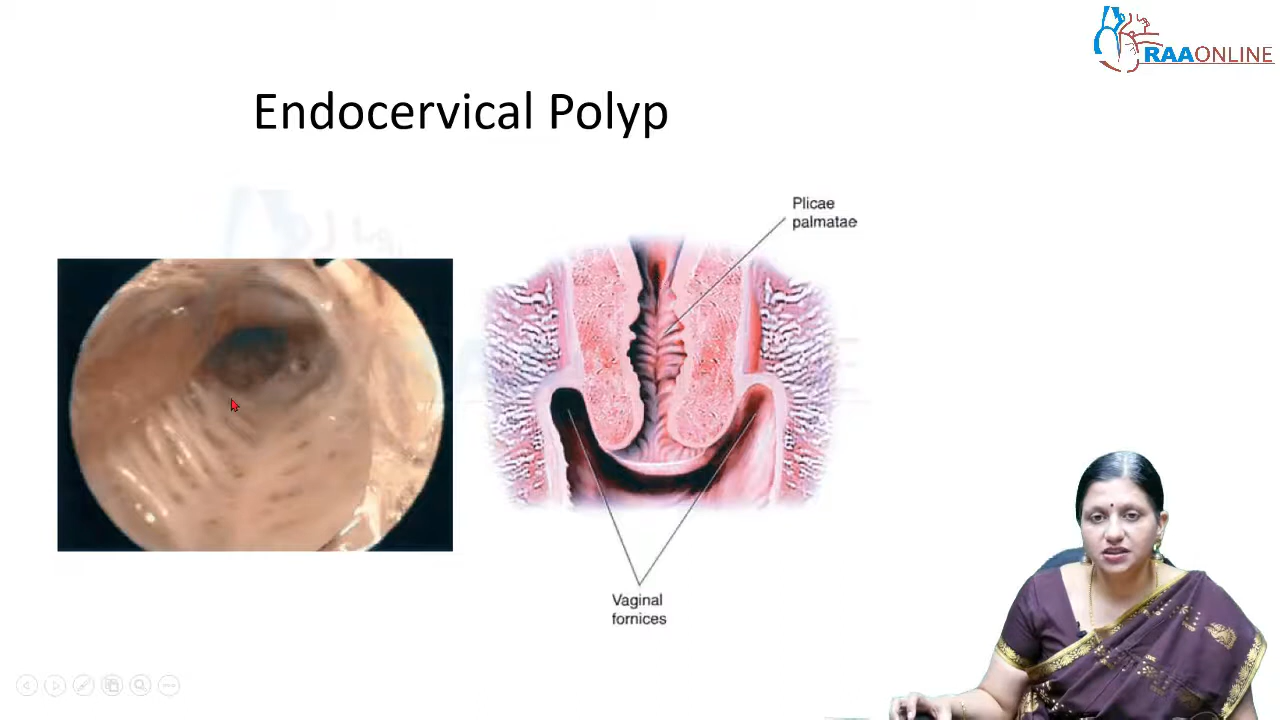 RAAONLINE
Endocervical Polyp
Plicae
palmatae
Vaginal
fornices